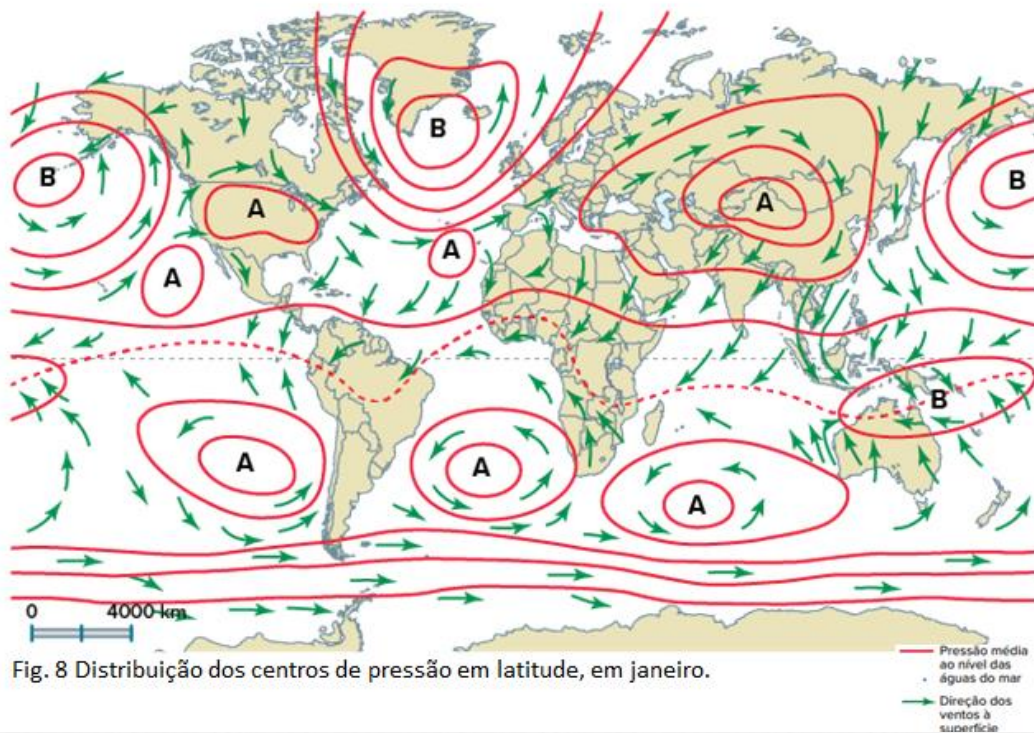 B
B
B
A
A
A
A
A
B
A
A
A
0 4000 km
Fig. 8 Distribuição dos centros de pressão em latitude, em janeiro.
Pressão média
ao nível das
águas do mar
Direção dos
ventos à
superfície